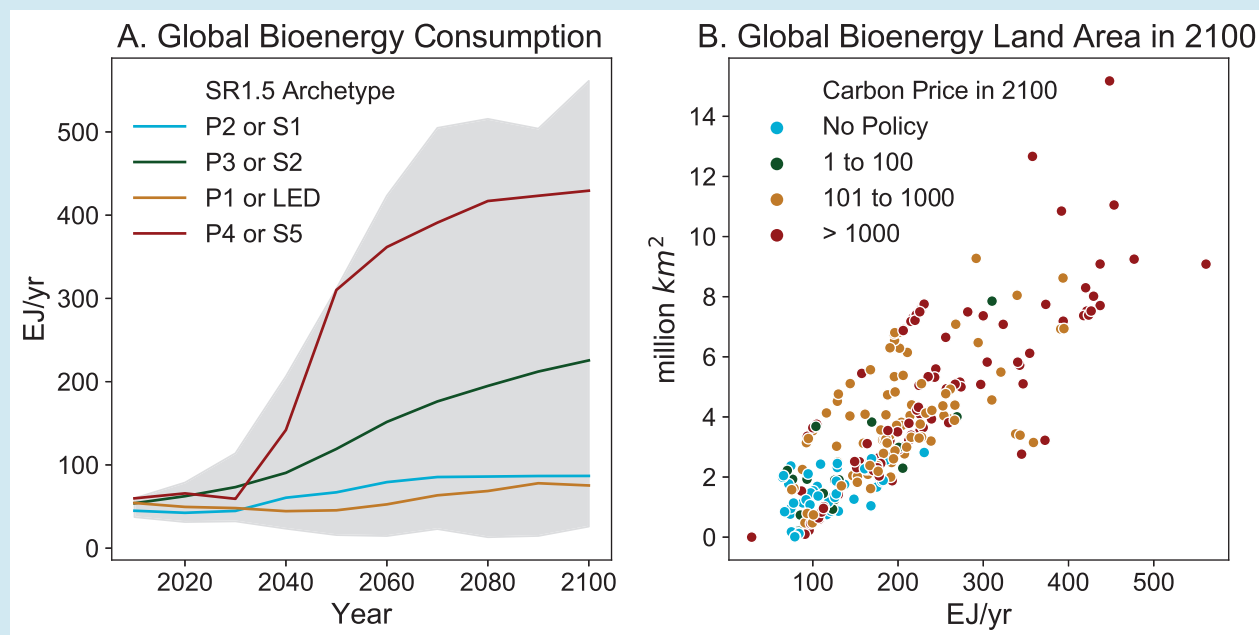 A. Global Bioenergy Consumption
SR1.5 Archetype
P2 or S1
P3 or S2
P1 or LED
P4 or S5
EJ/yr
500
400
300
200
100
0
2020 2040 2060 2080 2100
Year
B. Global Bioenergy Land Area in 2100
Carbon Price in 2100
No Policy
1 to 100
101 to 1000
> 1000
million km²
14
12
10
8
6
4
2
0
100 200 300 400 500
EJ/yr